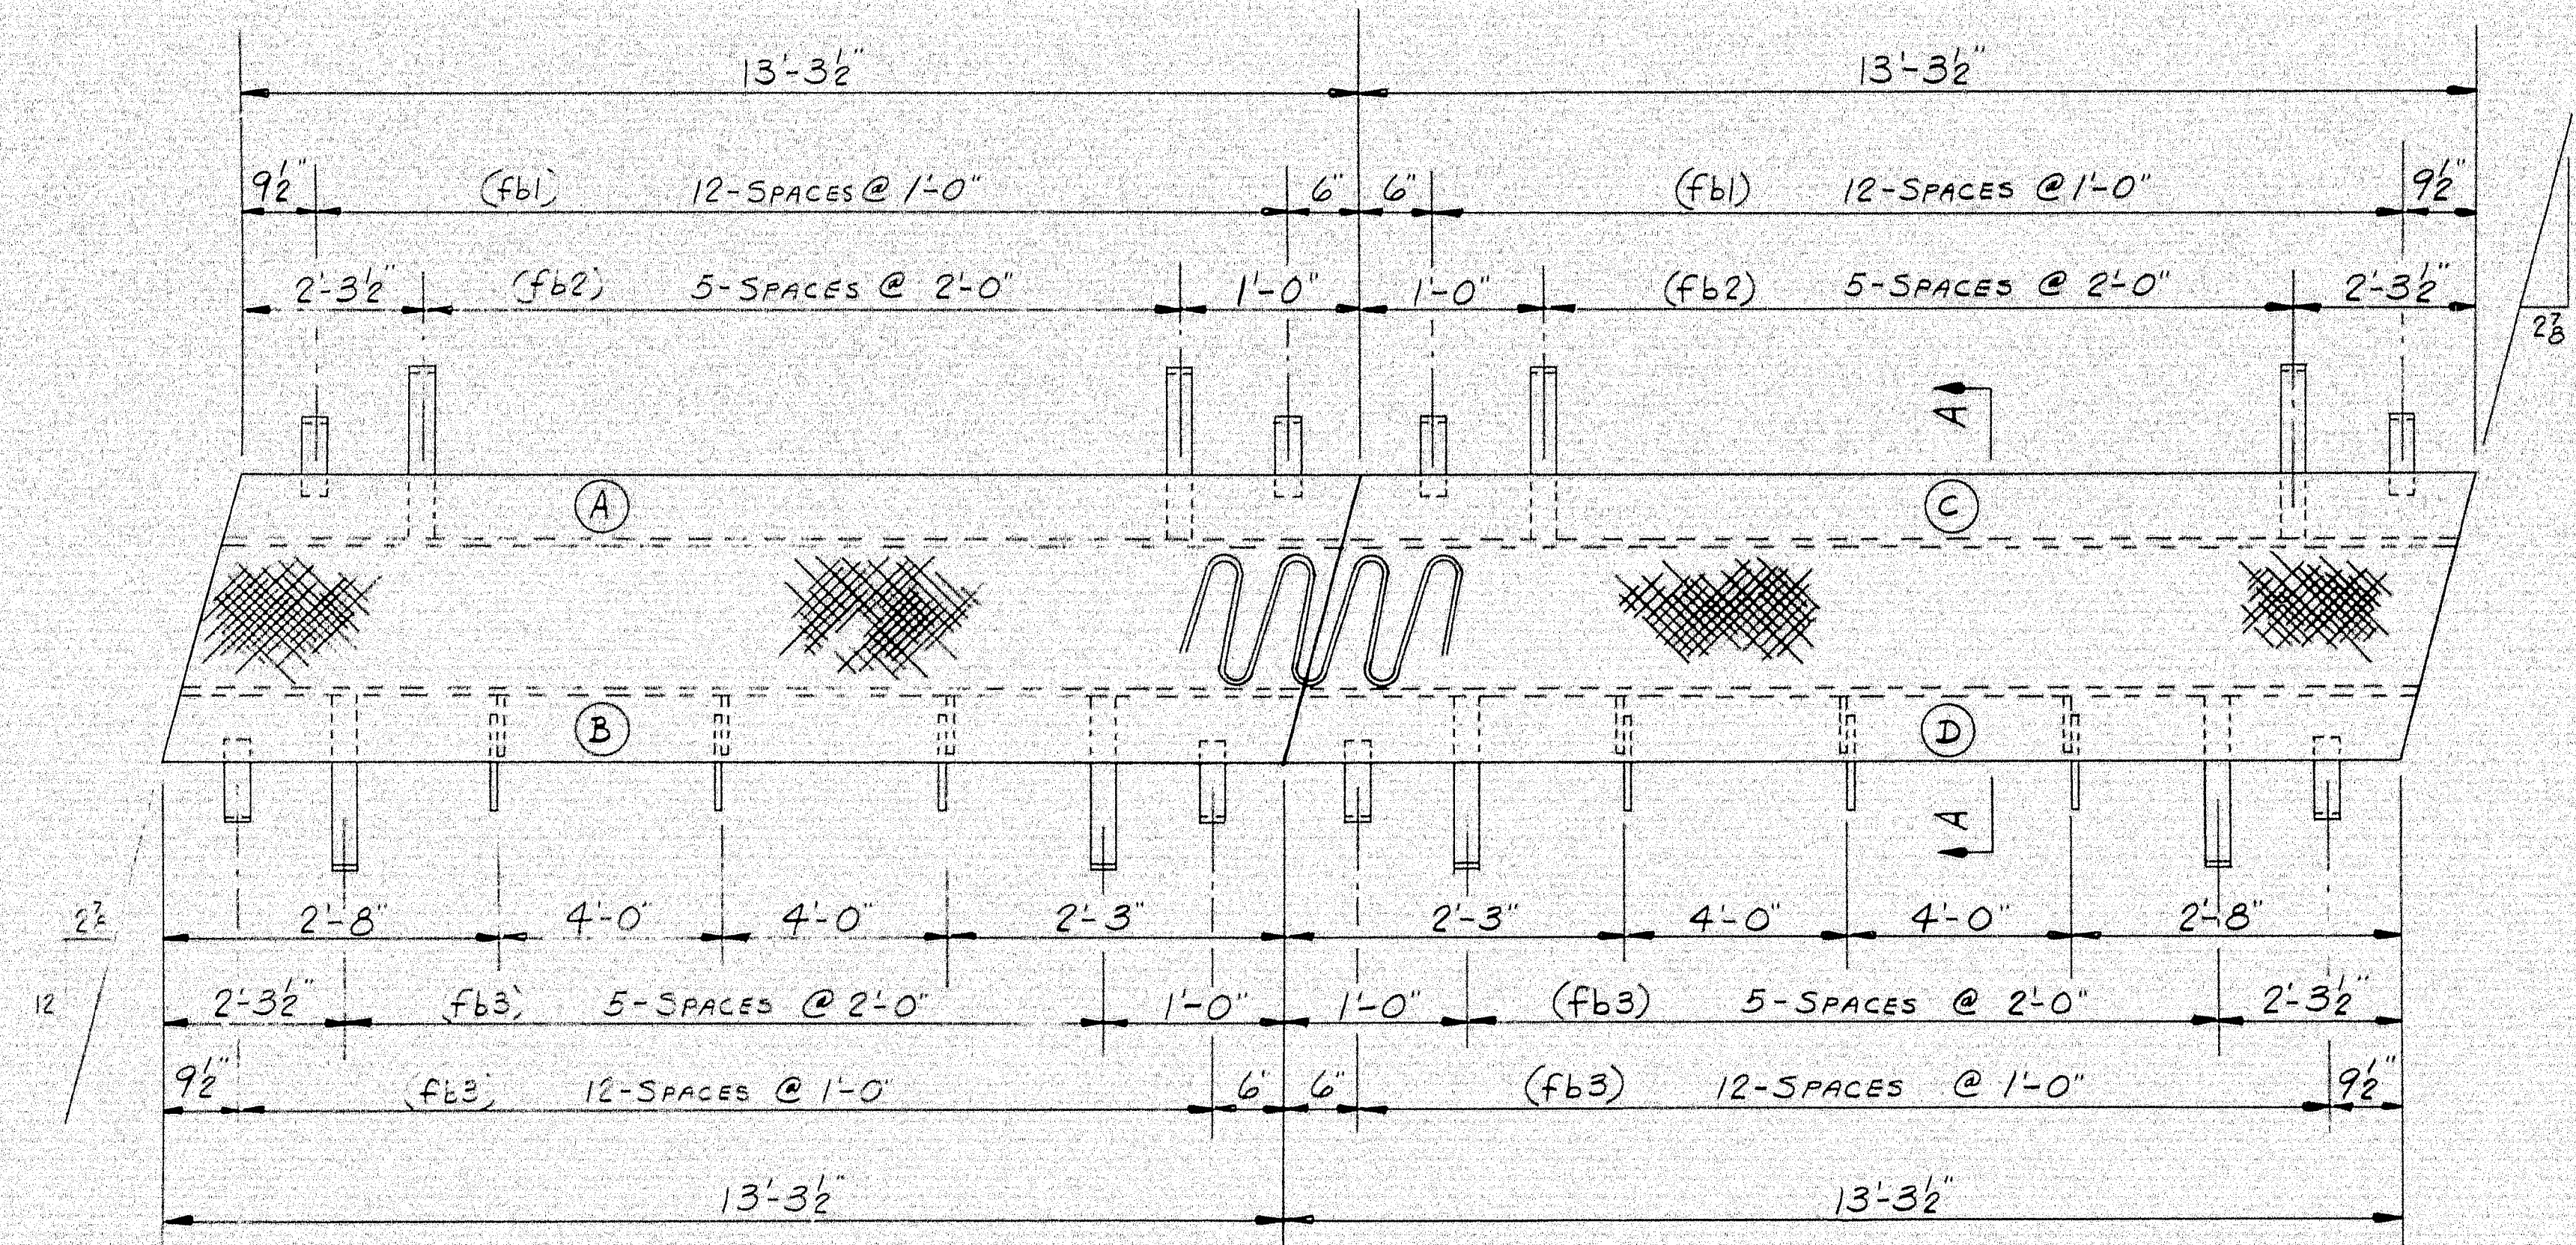 13'-3½" 13'-3½"
9½" (fb1) 12-SPACES @ 1'-0" 6" 6" (fb1) 12-SPACES @ 1'-0" 9½"
2'-3½" (fb2) 5-SPACES @ 2'-0" 1'-0" 1'-0" (fb2) 5-SPACES @ 2'-0" 2'-3½"
2⅞
A
A C
B D
A
2'-8" 4'-0" 4'-0" 2'-3" 2'-3" 4'-0" 4'-0" 2'-8"
12 2'-3½" (fb3) 5-SPACES @ 2'-0" 1'-0" 1'-0" (fb3) 5-SPACES @ 2'-0" 2'-3½"
9½" (fb3) 12-SPACES @ 1'-0" 6" 6" (fb3) 12-SPACES @ 1'-0" 9½"
13'-3½" 13'-3½"